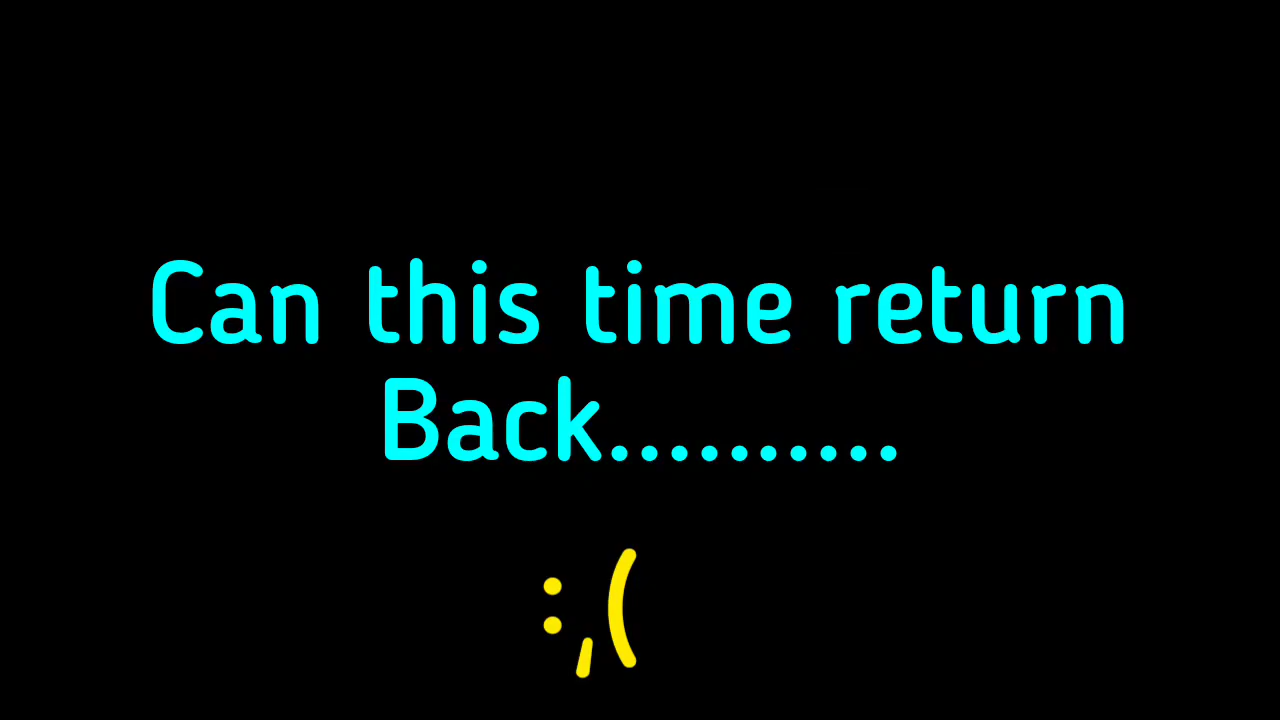 Can this time return
Back..........
:,(